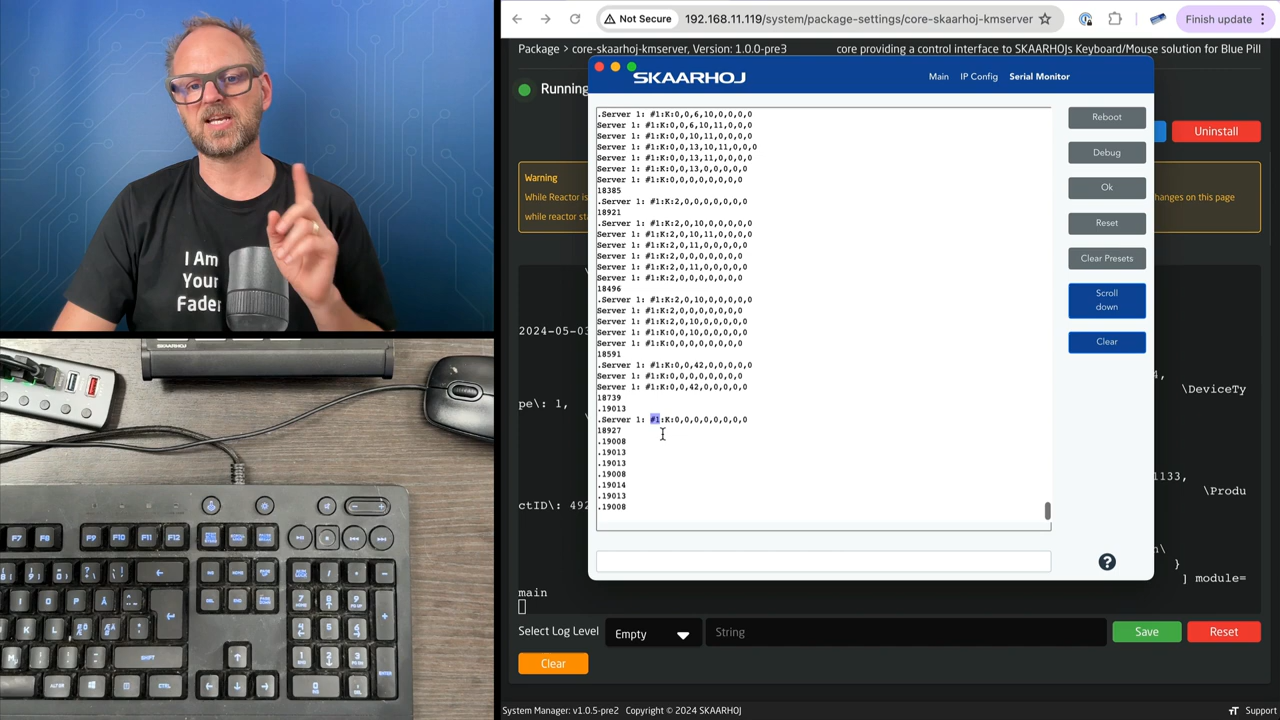 I Am
Your
Fader
SKAARHOJ
F7
F8
F9
F10
F11
F12
SHIFT
CTRL
ENTER
Not Secure
192.168.11.119/system/package-settings/core-skaarhoj-kmserver
Finish update
Package > core-skaarhoj-kmserver, Version: 1.0.0-pre3
core providing a control interface to SKAARHOJs Keyboard/Mouse solution for Blue Pill
Running
Uninstall
Warning
While Reactor is
hanges on this page
while reactor sta
2024-05-03
4,
\DeviceTy
pe\: 1,
1133,
\Produ
ctID\: 492
n\
}
] module=
main
SKAARHOJ
Main
IP Config
Serial Monitor
.Server 1: #1:K:0,0,6,10,0,0,0,0
Server 1: #1:K:0,0,6,10,11,0,0,0
Server 1: #1:K:0,0,10,11,0,0,0,0
Server 1: #1:K:0,0,13,10,11,0,0,0
Server 1: #1:K:0,0,13,11,0,0,0,0
Server 1: #1:K:0,0,13,0,0,0,0,0
Server 1: #1:K:0,0,0,0,0,0,0,0
18385
.Server 1: #1:K:2,0,0,0,0,0,0,0
18921
.Server 1: #1:K:2,0,10,0,0,0,0,0
Server 1: #1:K:2,0,10,11,0,0,0,0
Server 1: #1:K:2,0,11,0,0,0,0,0
Server 1: #1:K:2,0,0,0,0,0,0,0
Server 1: #1:K:2,0,11,0,0,0,0,0
Server 1: #1:K:2,0,0,0,0,0,0,0
18496
.Server 1: #1:K:2,0,10,0,0,0,0,0
Server 1: #1:K:2,0,0,0,0,0,0,0
Server 1: #1:K:2,0,10,0,0,0,0,0
Server 1: #1:K:0,0,10,0,0,0,0,0
Server 1: #1:K:0,0,0,0,0,0,0,0
18591
.Server 1: #1:K:0,0,42,0,0,0,0,0
Server 1: #1:K:0,0,0,0,0,0,0,0
Server 1: #1:K:0,0,42,0,0,0,0,0
18739
.19013
.Server 1: #1:K:0,0,0,0,0,0,0,0
18927
.19008
.19013
.19013
.19008
.19014
.19013
.19008
Reboot
Debug
Ok
Reset
Clear Presets
Scroll
down
Clear
?
Select Log Level
Empty
String
Save
Reset
Clear
System Manager: v1.0.5-pre2
Copyright © 2024 SKAARHOJ
Support